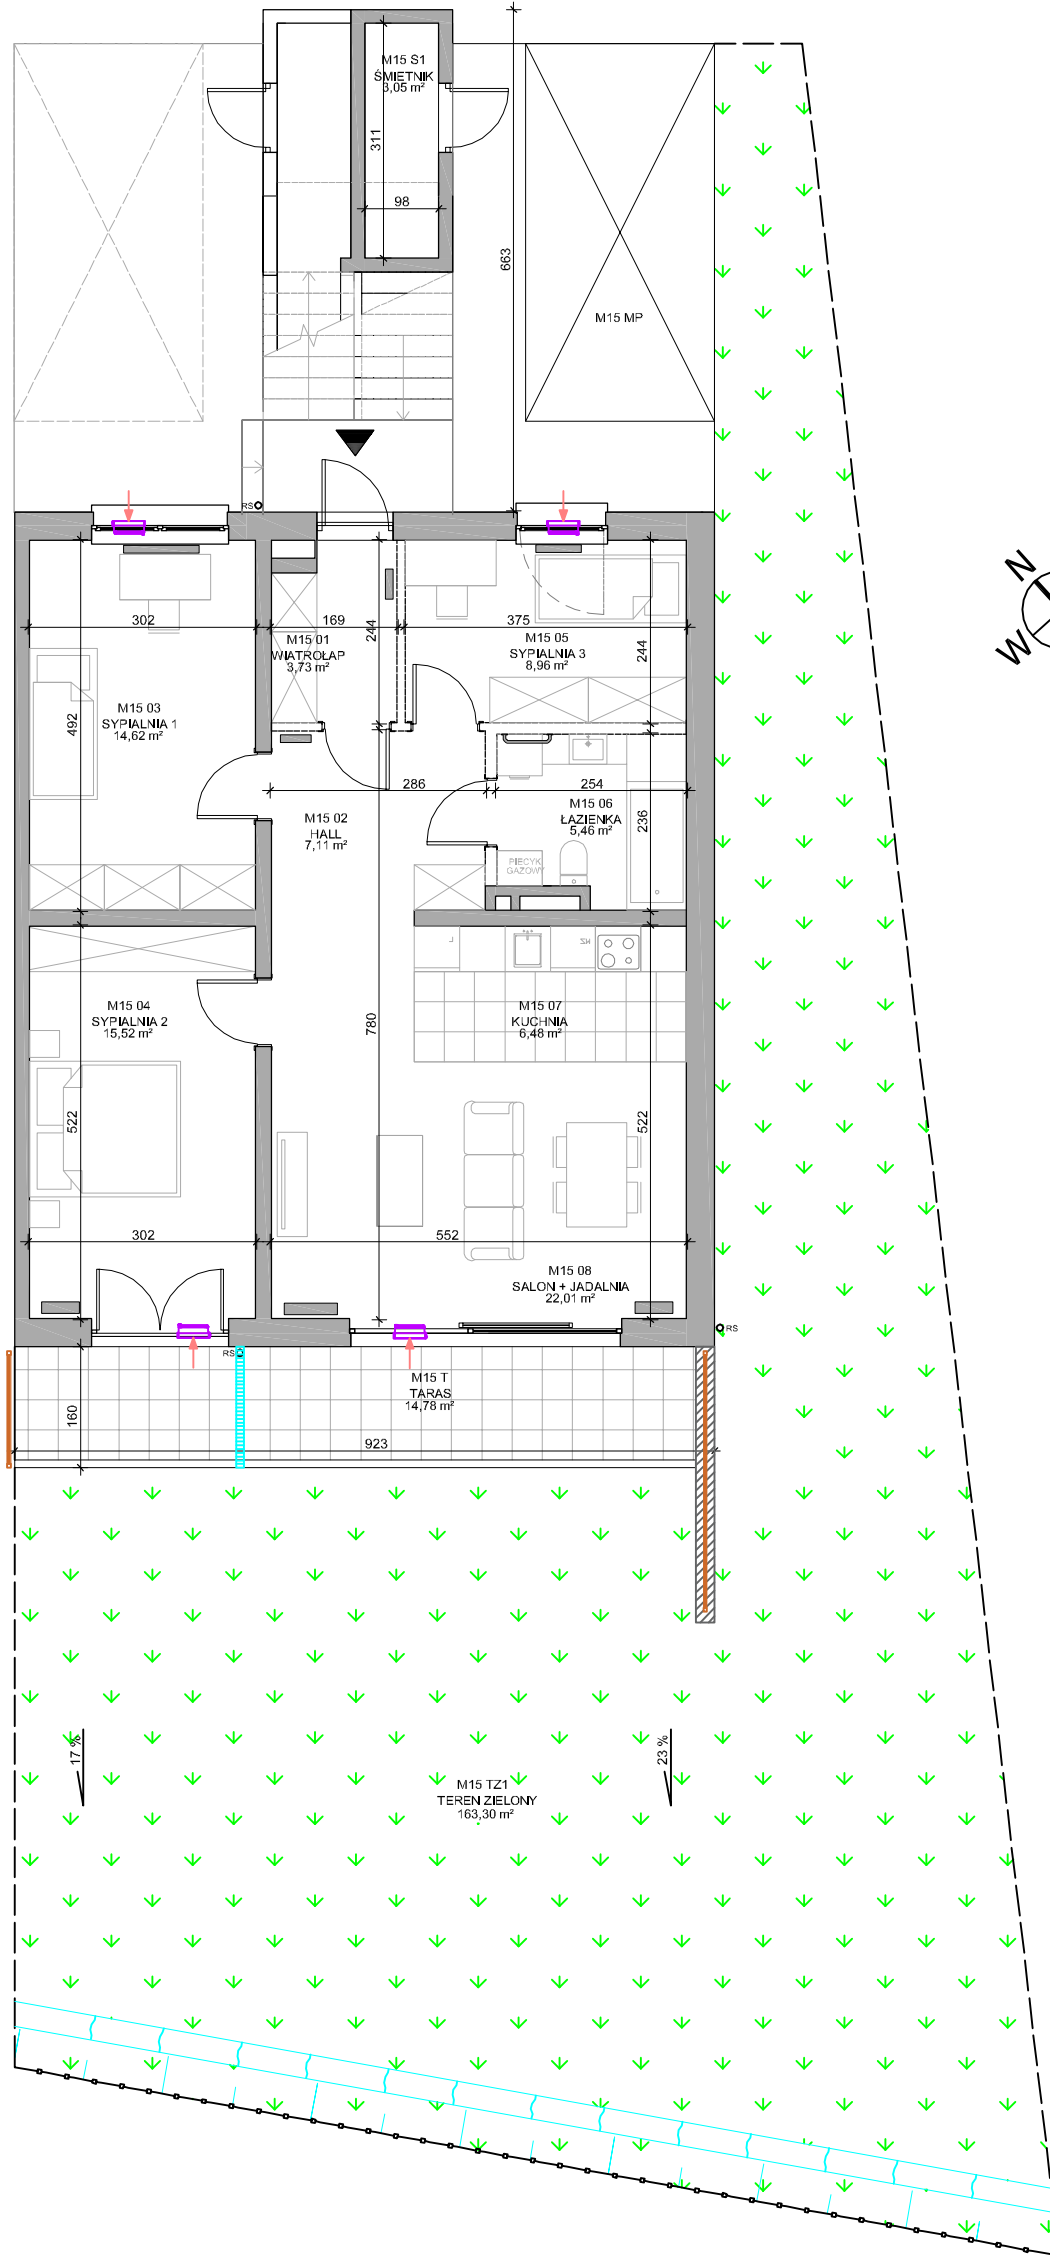 M15 S1
ŚMIETNIK
3,05 m²
311
98
663
M15 MP
RS
N
W
302
169
244
375
M15 01
WIATROŁAP
3,73 m²
M15 05
SYPIALNIA 3
8,96 m²
244
M15 03
SYPIALNIA 1
14,62 m²
492
286
254
M15 02
HALL
7,11 m²
M15 06
ŁAZIENKA
5,46 m²
236
PIECYK
GAZOWY
L
ZM
M15 04
SYPIALNIA 2
15,52 m²
M15 07
KUCHNIA
6,48 m²
780
522
522
302
552
M15 08
SALON + JADALNIA
22,01 m²
RS
RS
M15 T
TARAS
14,78 m²
160
923
17 %
23 %
M15 TZ1
TEREN ZIELONY
163,30 m²